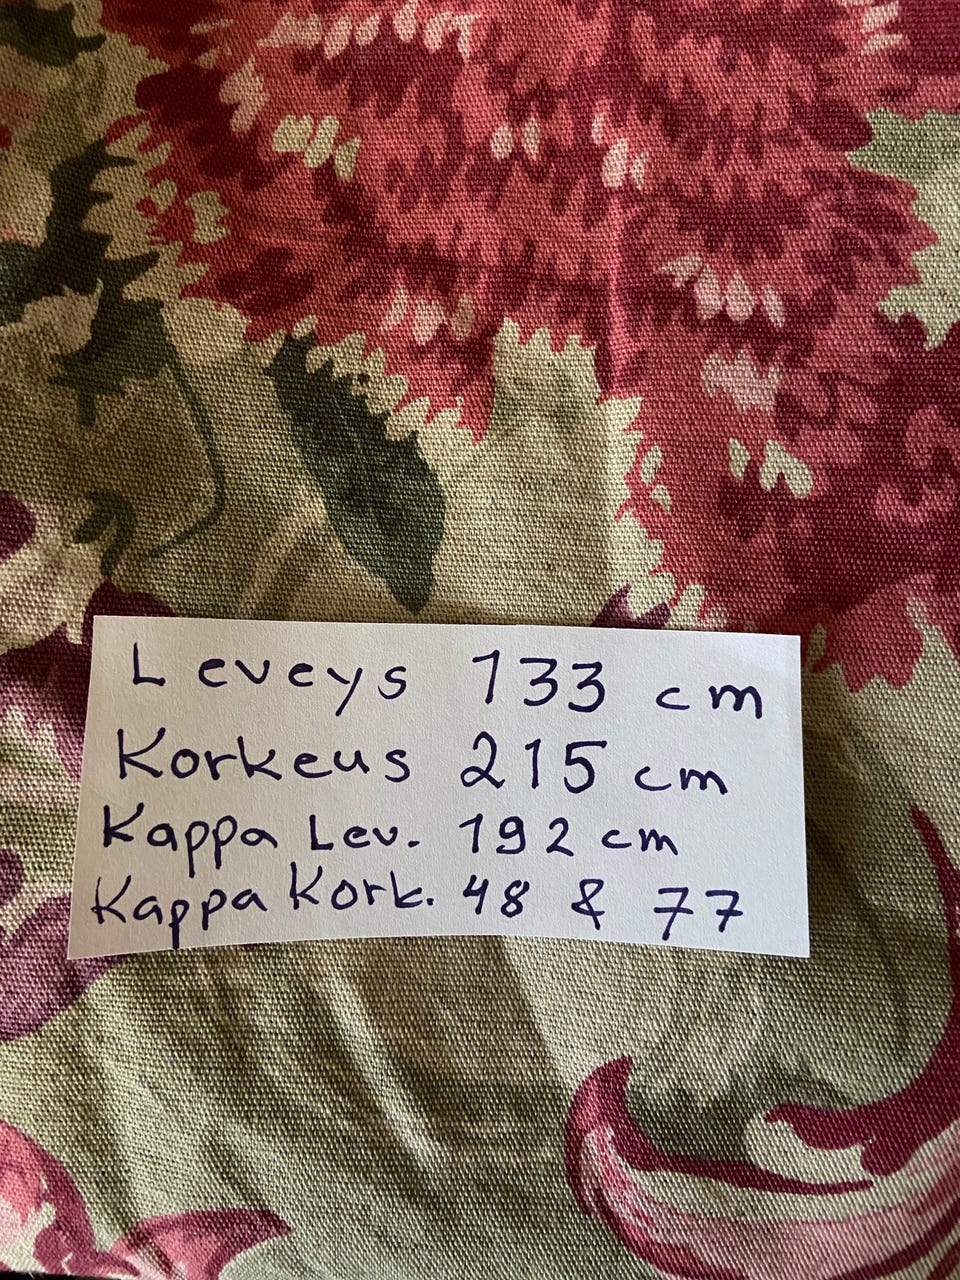 Leveys 133 cm
Korkeus 215 cm
Kappa Lev. 192 cm
Kappa Kork. 48 & 77